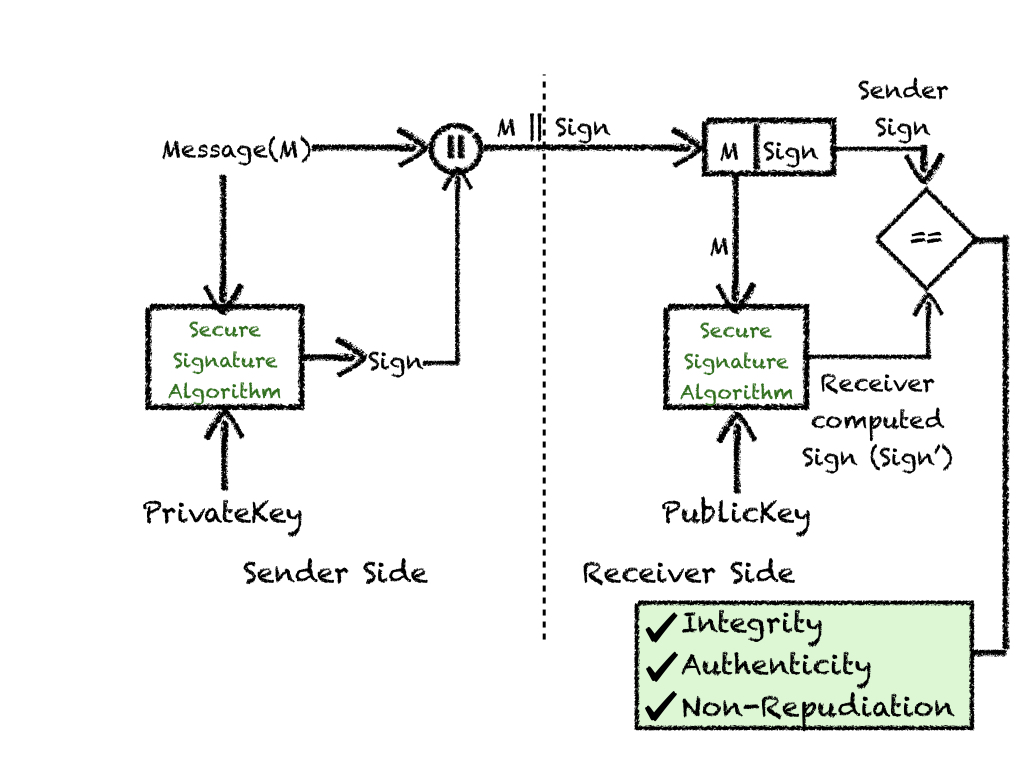 Sender
Sign
M || Sign
Message(M)
||
M | Sign
M
==
Secure
Signature
Algorithm
Sign
Secure
Signature
Algorithm
Receiver
computed
Sign (Sign')
PrivateKey
PublicKey
Sender Side
Receiver Side
✓ Integrity
✓ Authenticity
✓ Non-Repudiation